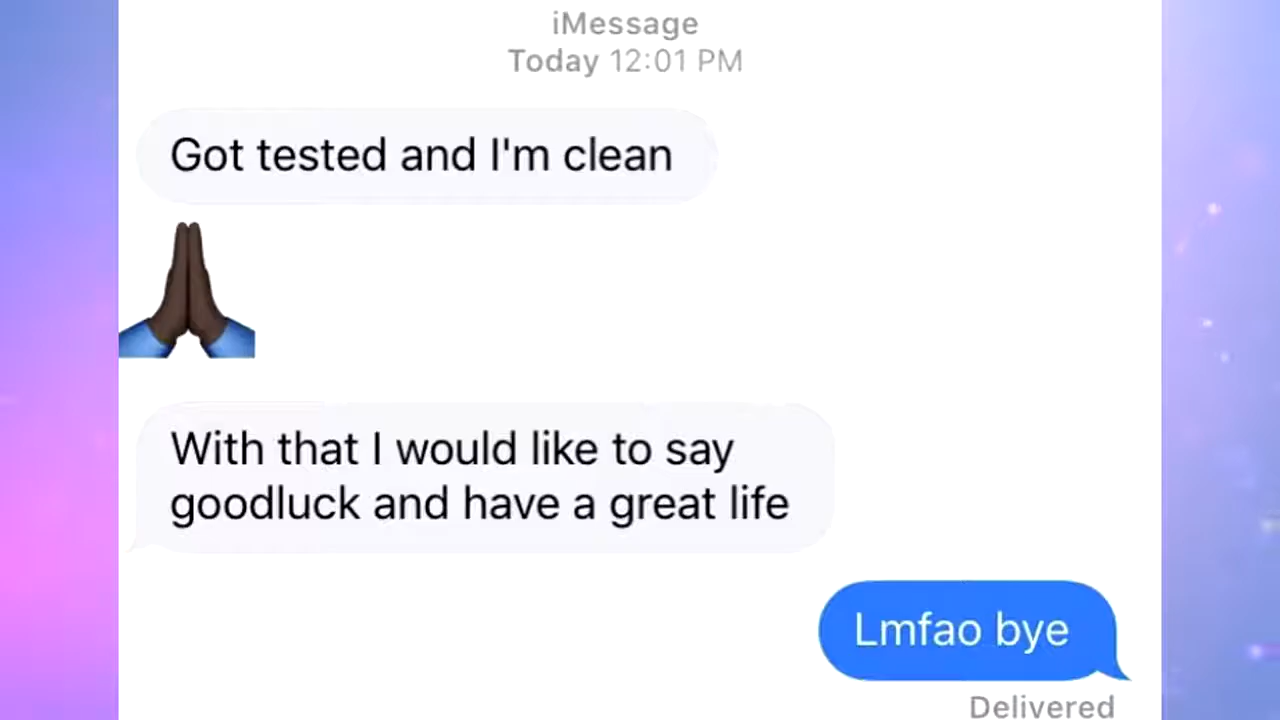 iMessage
Today 12:01 PM
Got tested and I'm clean
🙏🏿
With that I would like to say
goodluck and have a great life
Lmfao bye
Delivered